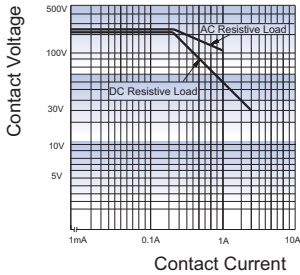 500V
AC Resistive Load
100V
DC Resistive Load
30V
10V
5V
1mA 0.1A 1A 10A
Contact Voltage
Contact Current